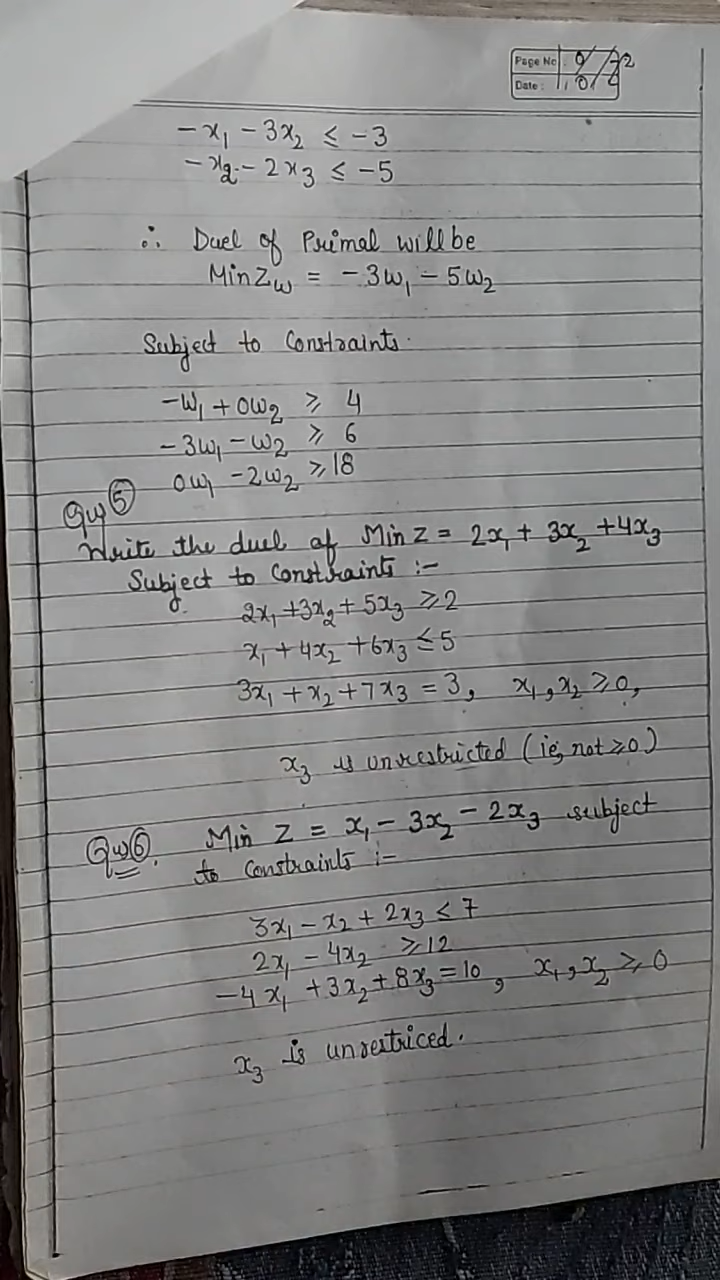 Page No.
Date:
-x₁ - 3x₂ ≤ -3
-x₂ - 2x₃ ≤ -5
∴ Duel of Primal will be
Min Z_w = -3w₁ - 5w₂
Subject to Constraints.
-w₁ + 0w₂ ≥ 4
-3w₁ - w₂ ≥ 6
0w₁ - 2w₂ ≥ 18
Qus 5
Write the duel of Min Z = 2x₁ + 3x₂ + 4x₃
Subject to Constraints :-
2x₁ + 3x₂ + 5x₃ ≥ 2
x₁ + 4x₂ + 6x₃ ≤ 5
3x₁ + x₂ + 7x₃ = 3, x₁, x₂ ≥ 0,
x₃ is unrestricted (ie, not ≥ 0)
Qus 6. Min Z = x₁ - 3x₂ - 2x₃ subject
to Constraints :-
3x₁ - x₂ + 2x₃ ≤ 7
2x₁ - 4x₂ ≥ 12
-4x₁ + 3x₂ + 8x₃ = 10, x₁, x₂ ≥ 0
x₃ is unrestriced.